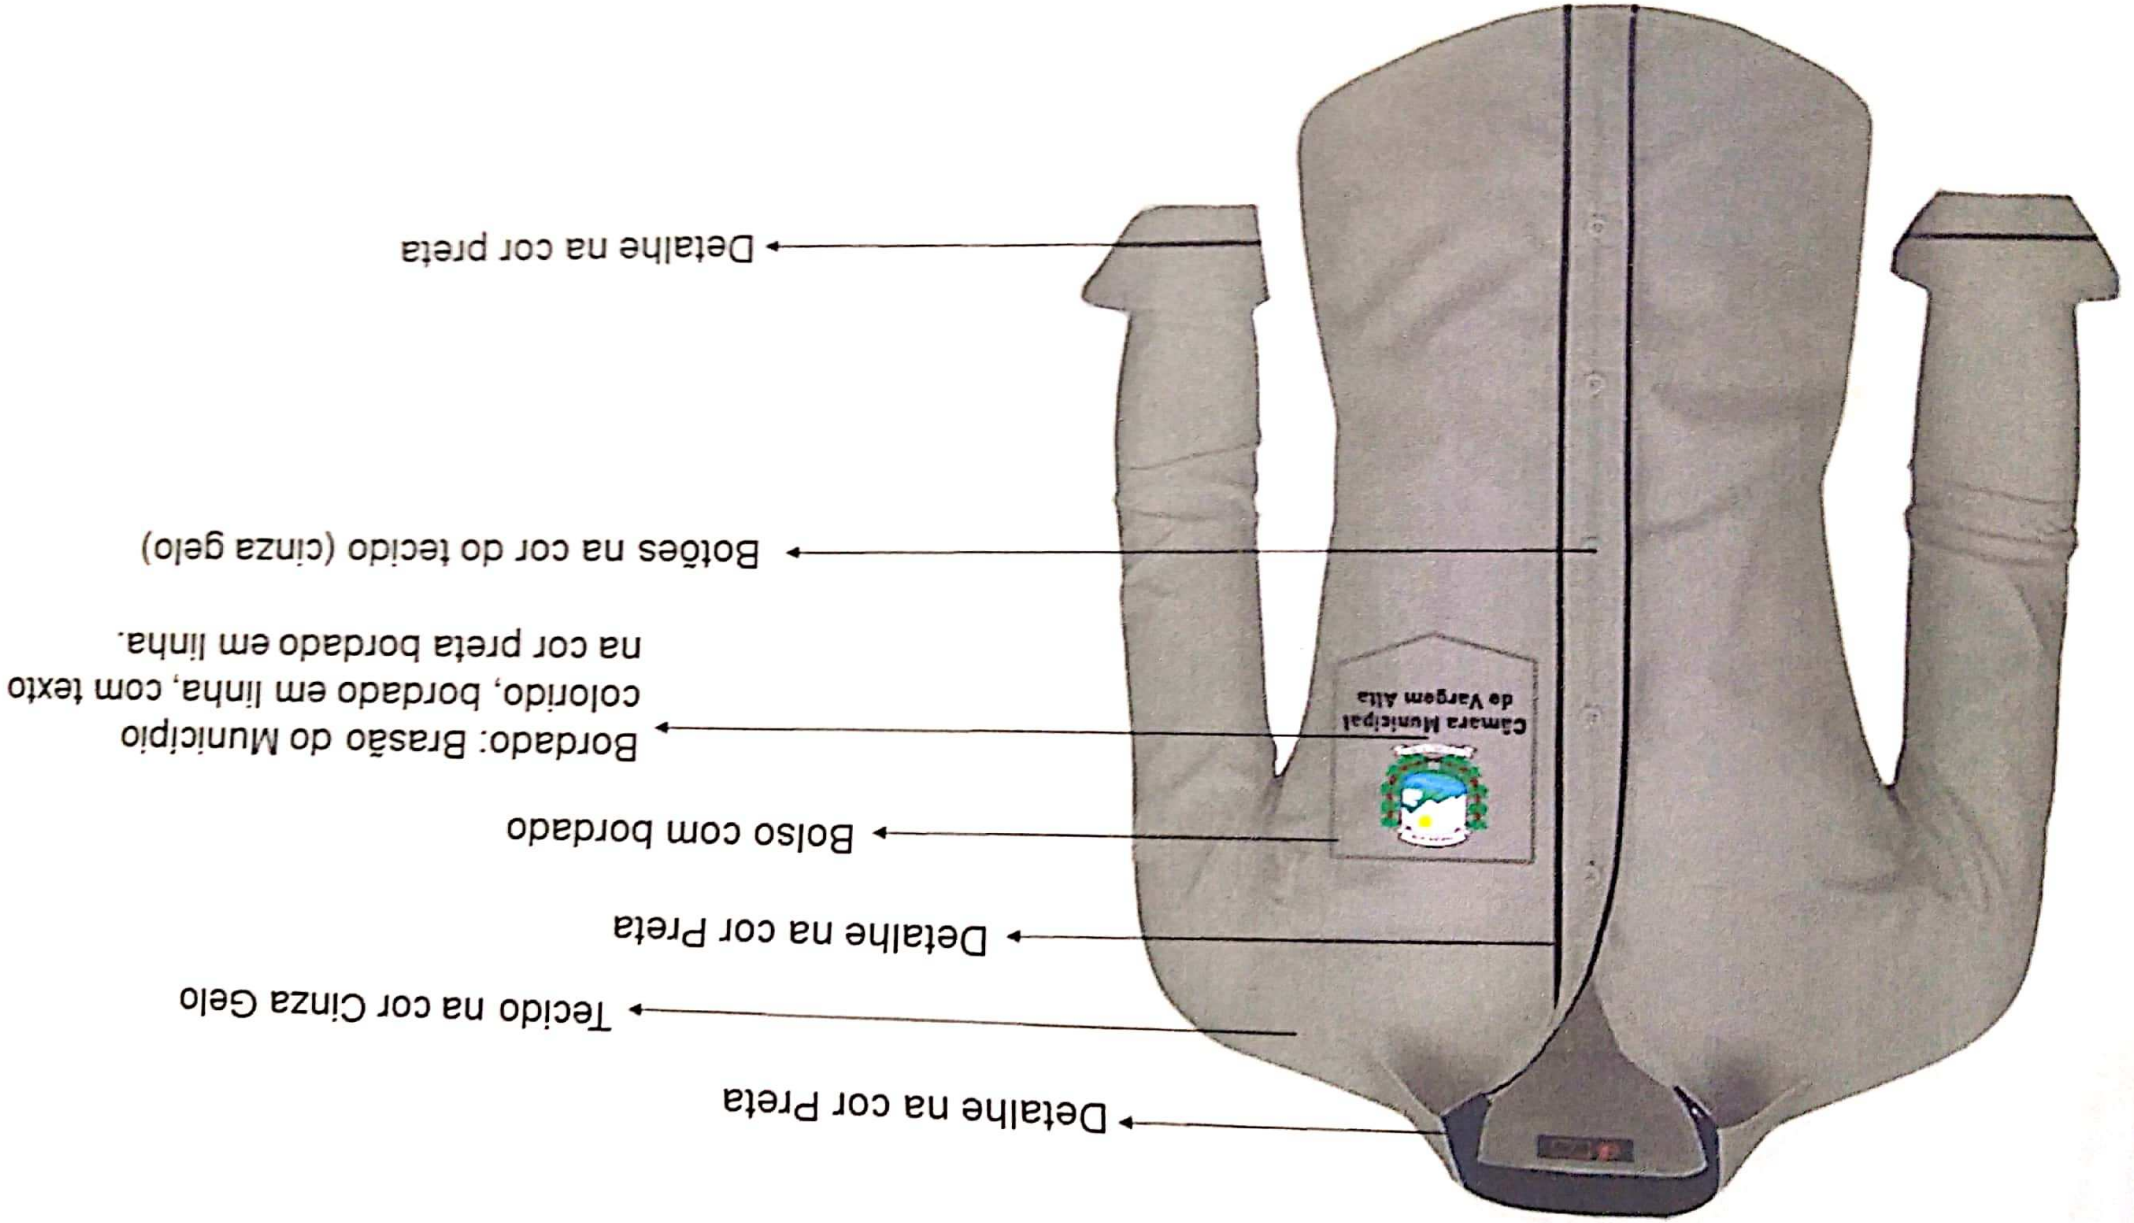 Detalhe na cor Preta
Tecido na cor Cinza Gelo
Detalhe na cor Preta
Bolso com bordado
Bordado: Brasão do Municipio
colorido, bordado em linha, com texto
na cor preta bordado em linha.
Câmara Municipal
de Vargem Alta
Botões na cor do tecido (cinza gelo)
Detalhe na cor preta